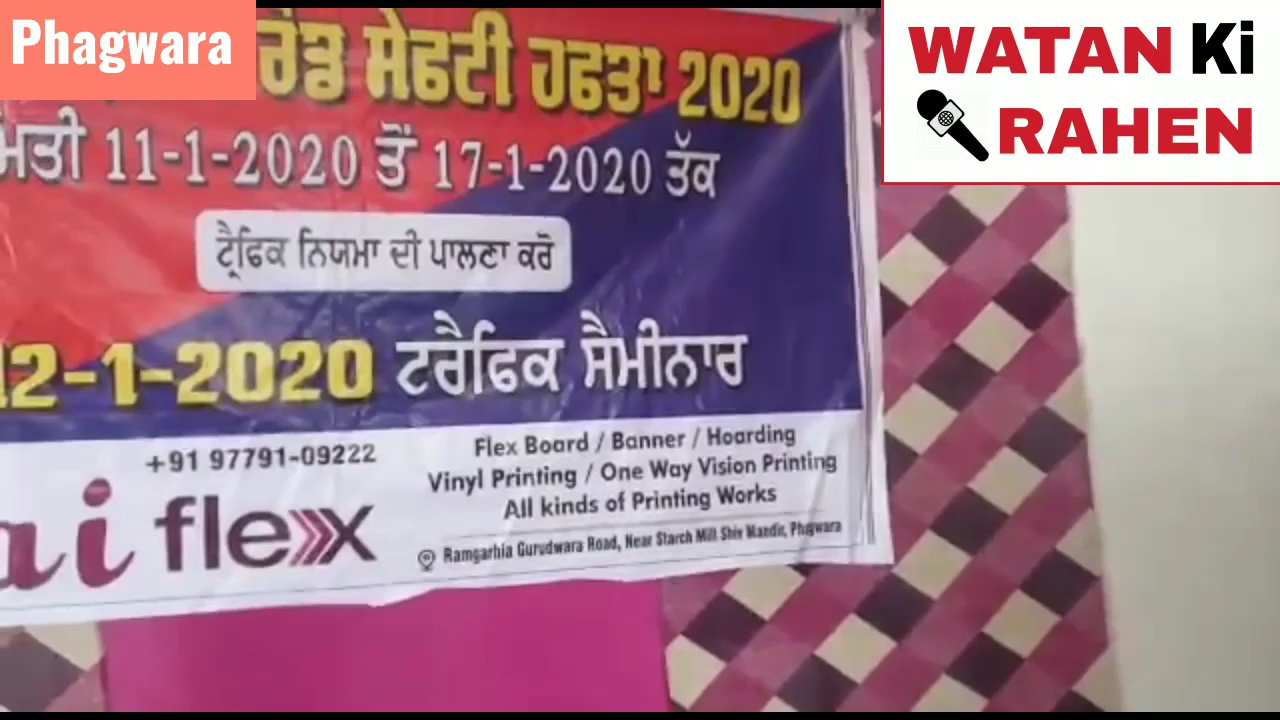 Phagwara
WATAN Ki
RAHEN
ਰੋਡ ਸੇਫਟੀ ਹਫਤਾ 2020
ਮਿਤੀ 11-1-2020 ਤੋਂ 17-1-2020 ਤੱਕ
ਟ੍ਰੈਫਿਕ ਨਿਯਮਾ ਦੀ ਪਾਲਣਾ ਕਰੋ
12-1-2020 ਟਰੈਫਿਕ ਸੈਮੀਨਾਰ
+91 97791-09222
flex
Flex Board / Banner / Hoarding
Vinyl Printing / One Way Vision Printing
All kinds of Printing Works
Ramgarhia Gurudwara Road, Near Starch Mill Shiv Mandir, Phagwara